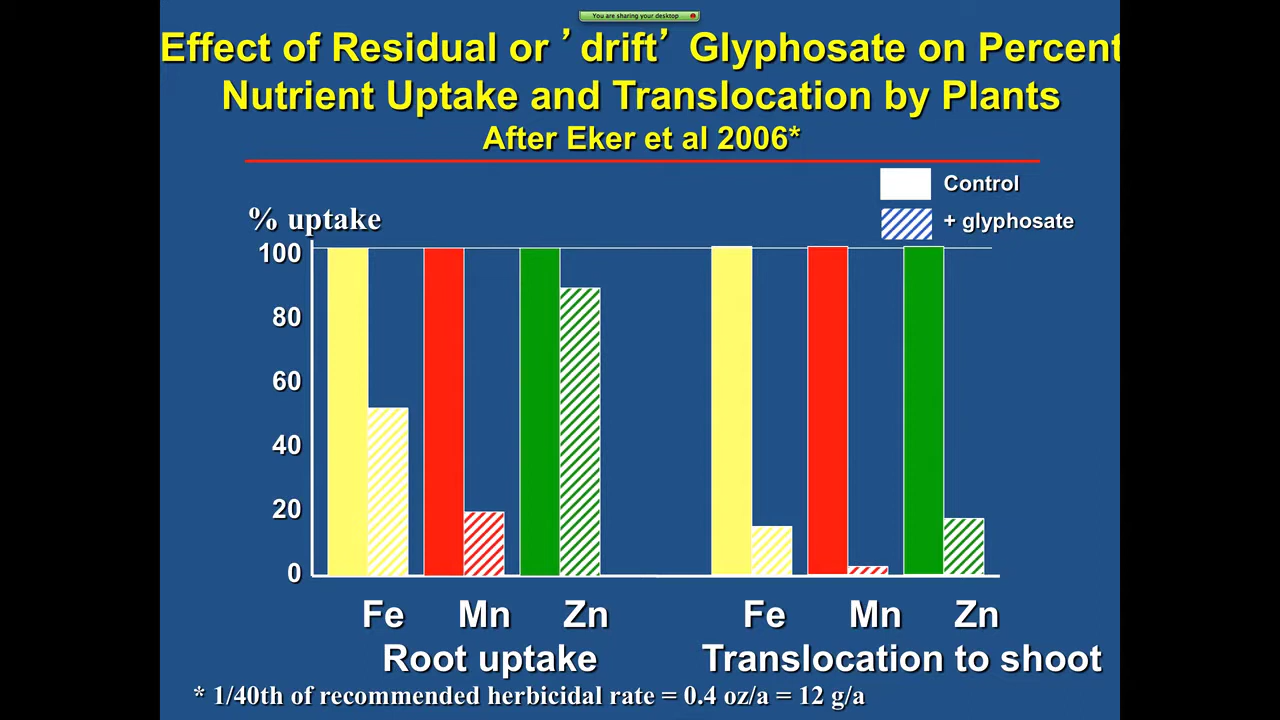 You are sharing your desktop
Effect of Residual or ’drift’ Glyphosate on Percent
Nutrient Uptake and Translocation by Plants
After Eker et al 2006*
Control
+ glyphosate
% uptake
100
80
60
40
20
0
Fe Mn Zn Fe Mn Zn
Root uptake Translocation to shoot
* 1/40th of recommended herbicidal rate = 0.4 oz/a = 12 g/a